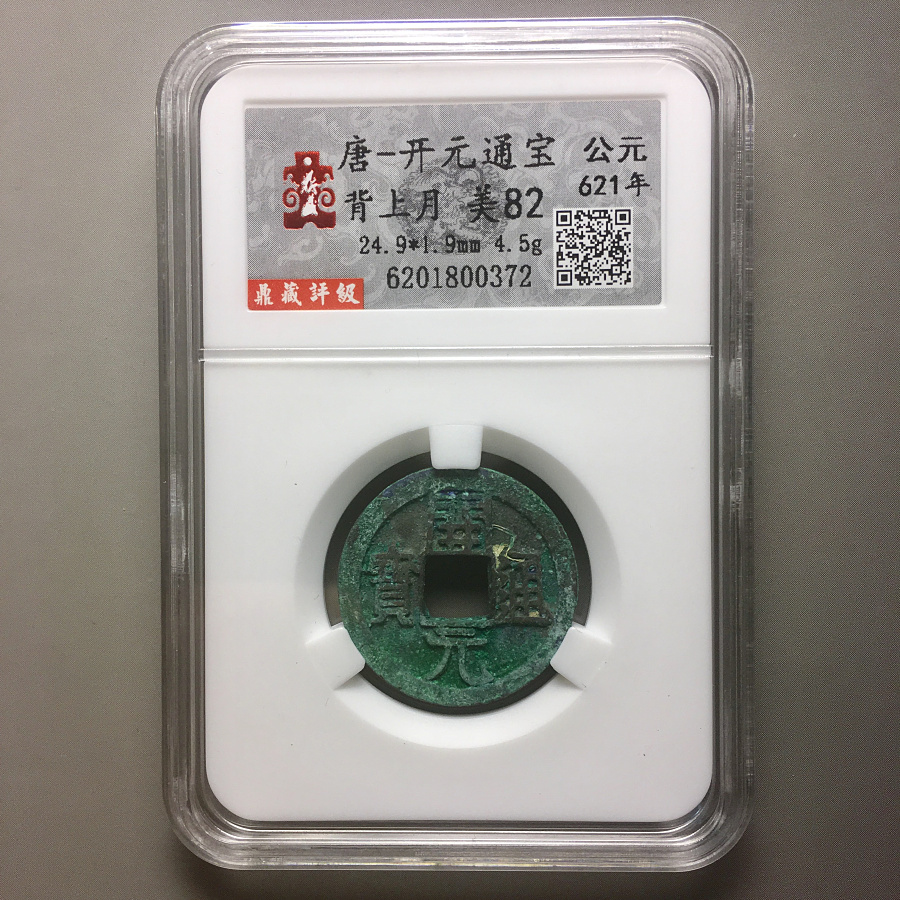 唐-开元通宝 公元
背上月 美82 621年
24.9*1.9mm 4.5g
6201800372
鼎藏評級
開元通寶